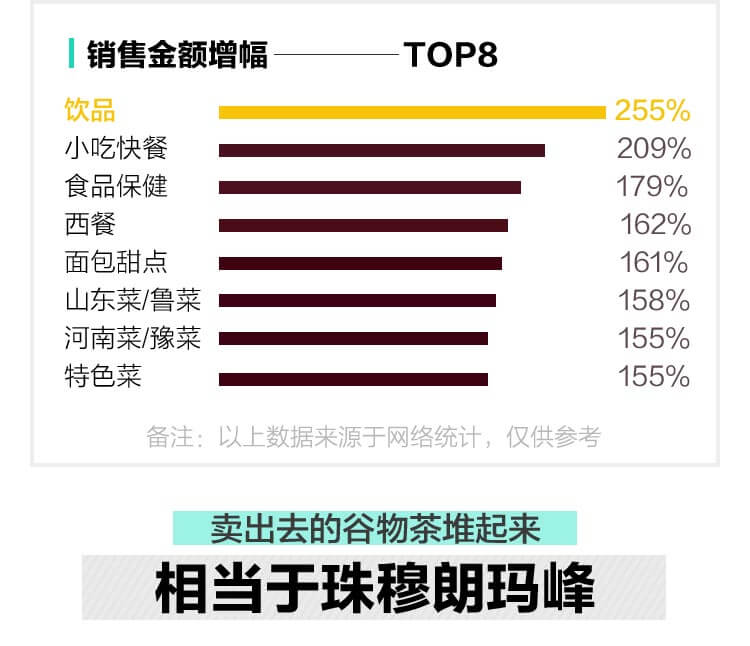 销售金额增幅 TOP8
饮品 255%
小吃快餐 209%
食品保健 179%
西餐 162%
面包甜点 161%
山东菜/鲁菜 158%
河南菜/豫菜 155%
特色菜 155%
备注：以上数据来源于网络统计，仅供参考
卖出去的谷物茶堆起来
相当于珠穆朗玛峰